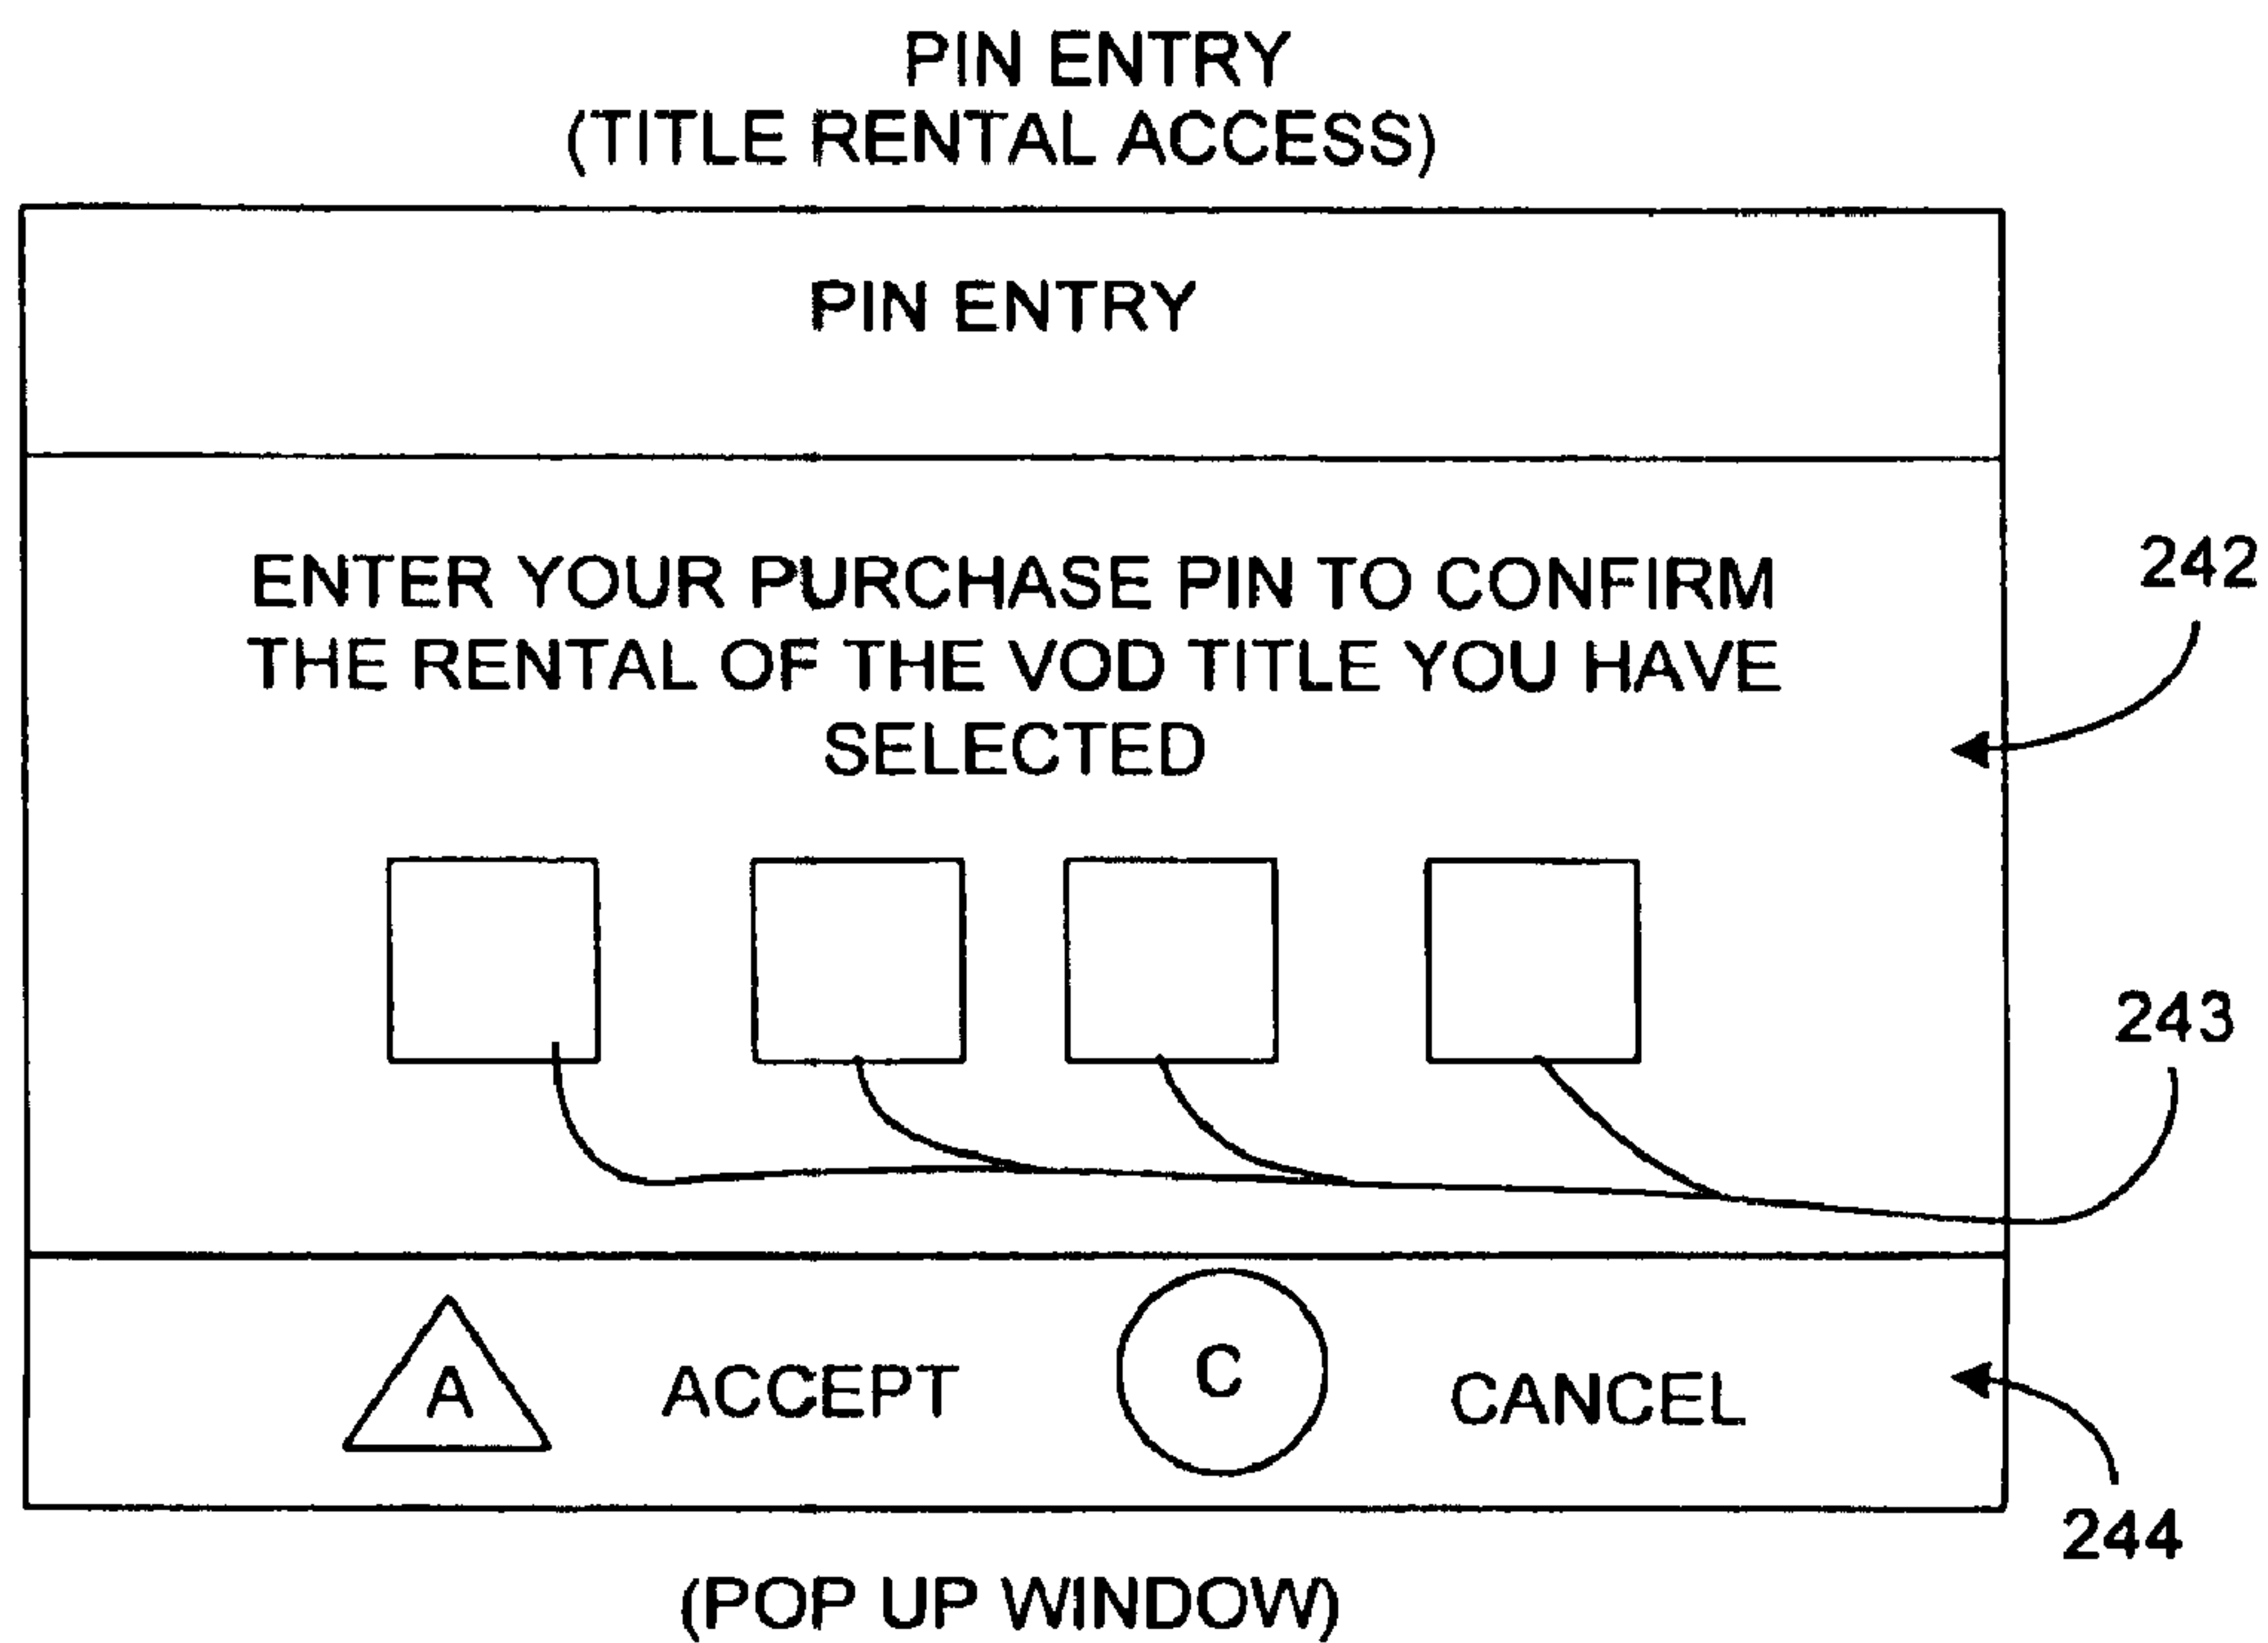 PIN ENTRY
(TITLE RENTAL ACCESS)
PIN ENTRY
ENTER YOUR PURCHASE PIN TO CONFIRM
THE RENTAL OF THE VOD TITLE YOU HAVE
SELECTED
242
243
A ACCEPT C CANCEL
244
(POP UP WINDOW)